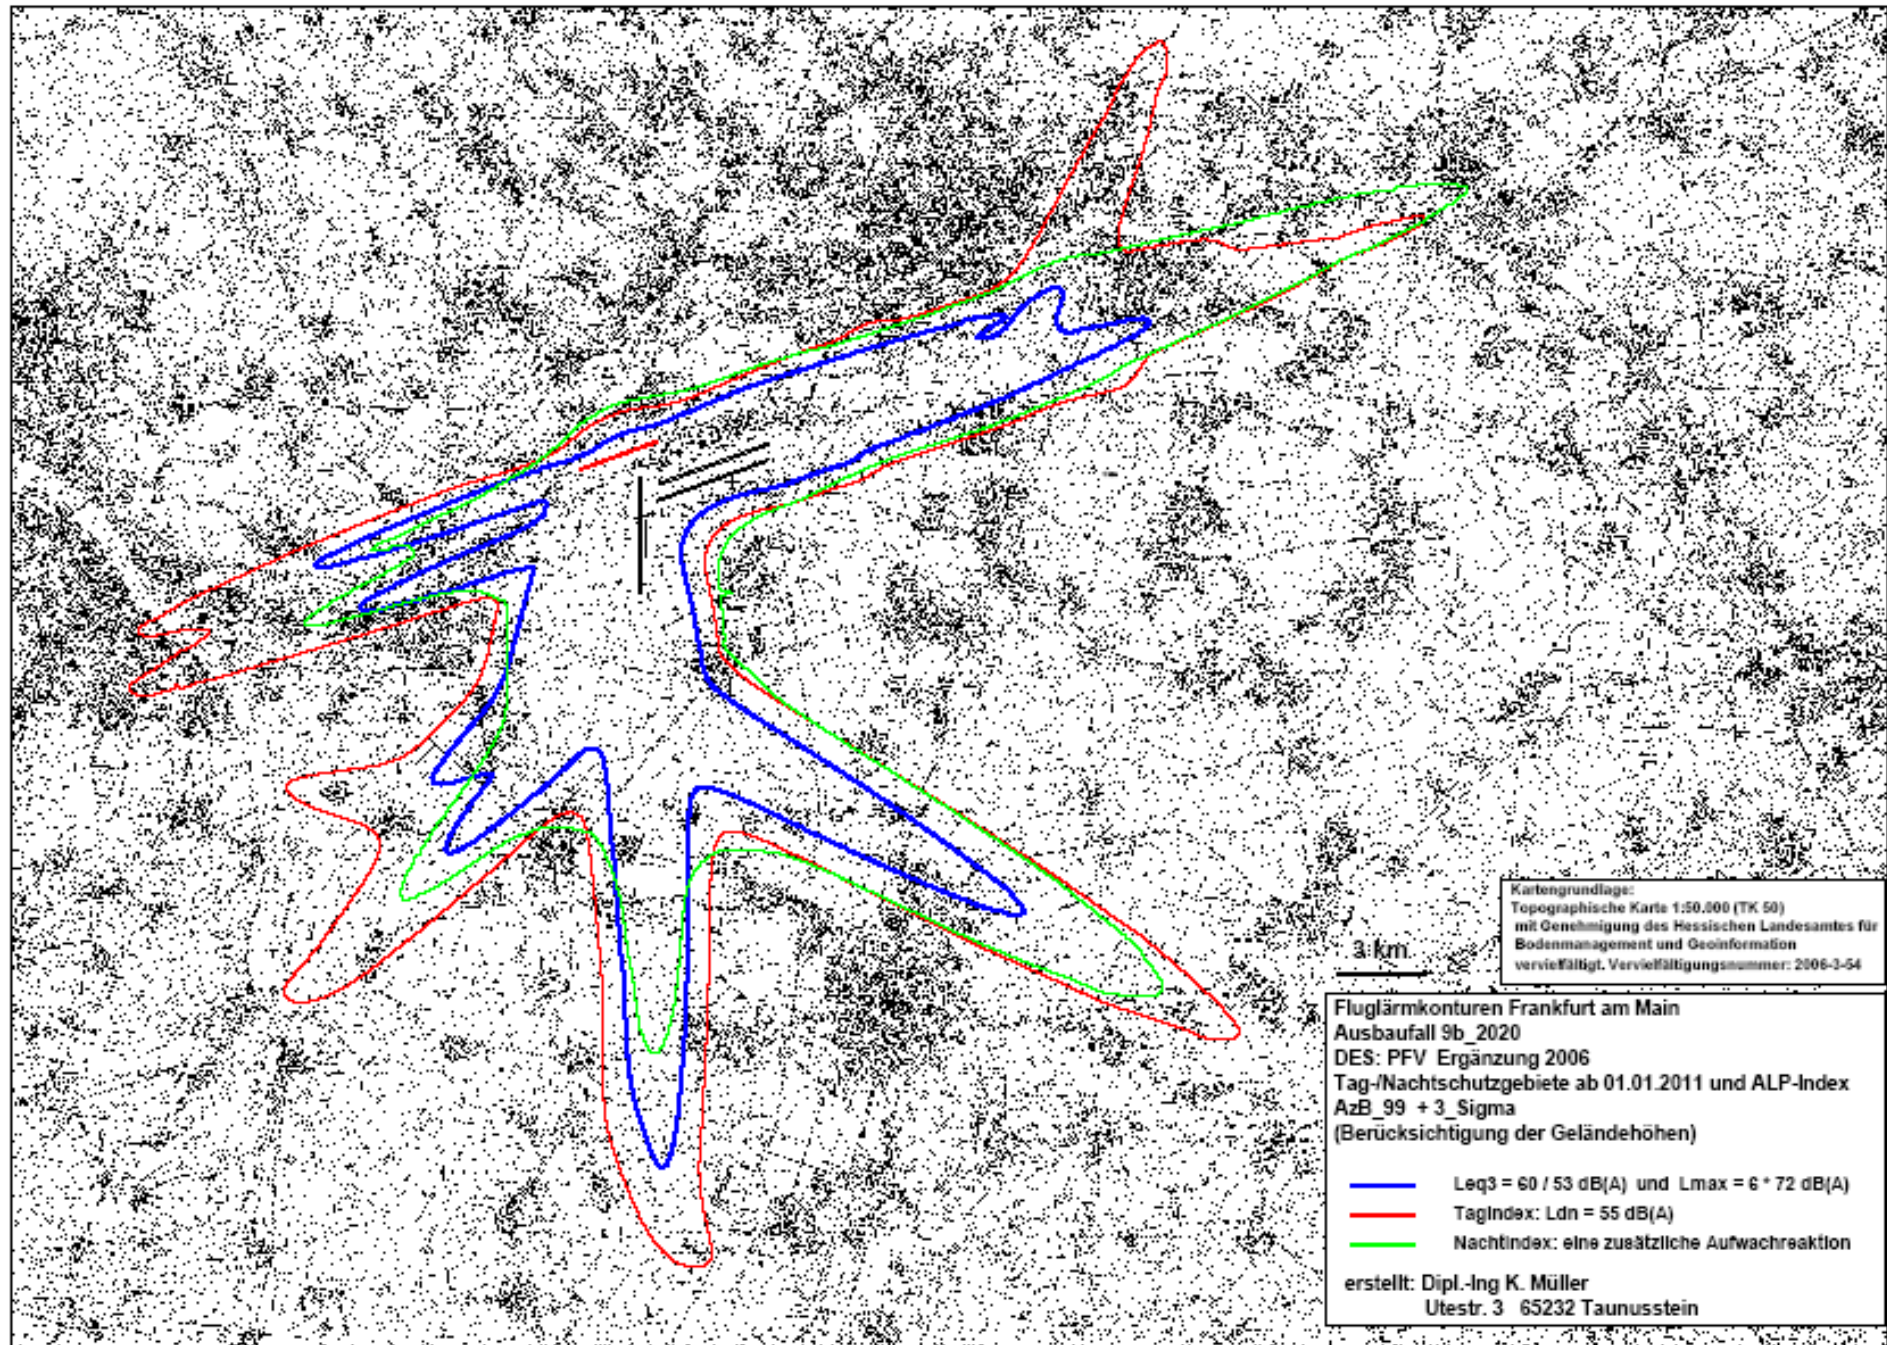 Kartengrundlage:
Topographische Karte 1:50.000 (TK 50)
mit Genehmigung des Hessischen Landesamtes für
Bodenmanagement und Geoinformation
vervielfältigt. Vervielfältigungsnummer: 2006-3-54
3 km
Fluglärmkonturen Frankfurt am Main
Ausbaufall 9b_2020
DES: PFV Ergänzung 2006
Tag-/Nachtschutzgebiete ab 01.01.2011 und ALP-Index
AzB_99 + 3_Sigma
(Berücksichtigung der Geländehöhen)
Leq3 = 60 / 53 dB(A) und Lmax = 6 * 72 dB(A)
TagIndex: Ldn = 55 dB(A)
NachtIndex: eine zusätzliche Aufwachreaktion
erstellt: Dipl.-Ing K. Müller
Utestr. 3 65232 Taunusstein